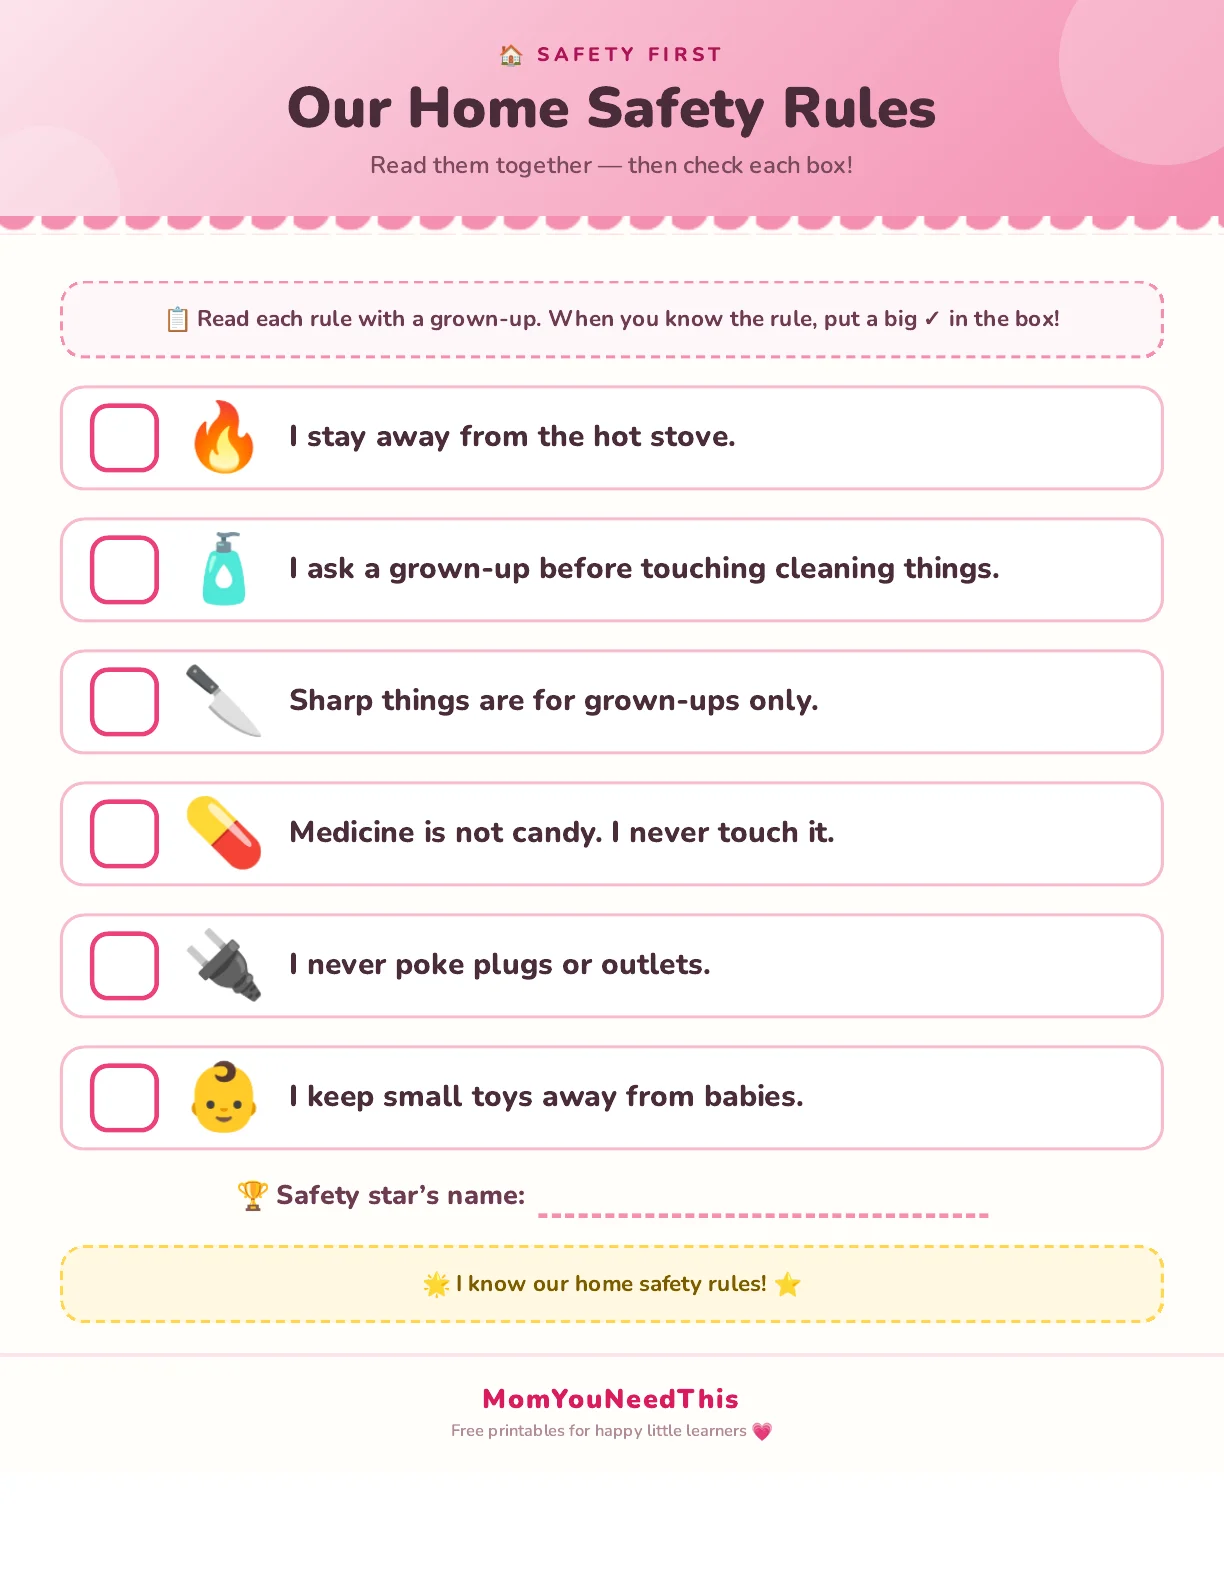 🏠 SAFETY FIRST
Our Home Safety Rules
Read them together — then check each box!
📋 Read each rule with a grown-up. When you know the rule, put a big ✓ in the box!
I stay away from the hot stove.
I ask a grown-up before touching cleaning things.
Sharp things are for grown-ups only.
Medicine is not candy. I never touch it.
I never poke plugs or outlets.
I keep small toys away from babies.
🏆 Safety star’s name:
🌟 I know our home safety rules! ⭐
MomYouNeedThis
Free printables for happy little learners 💗